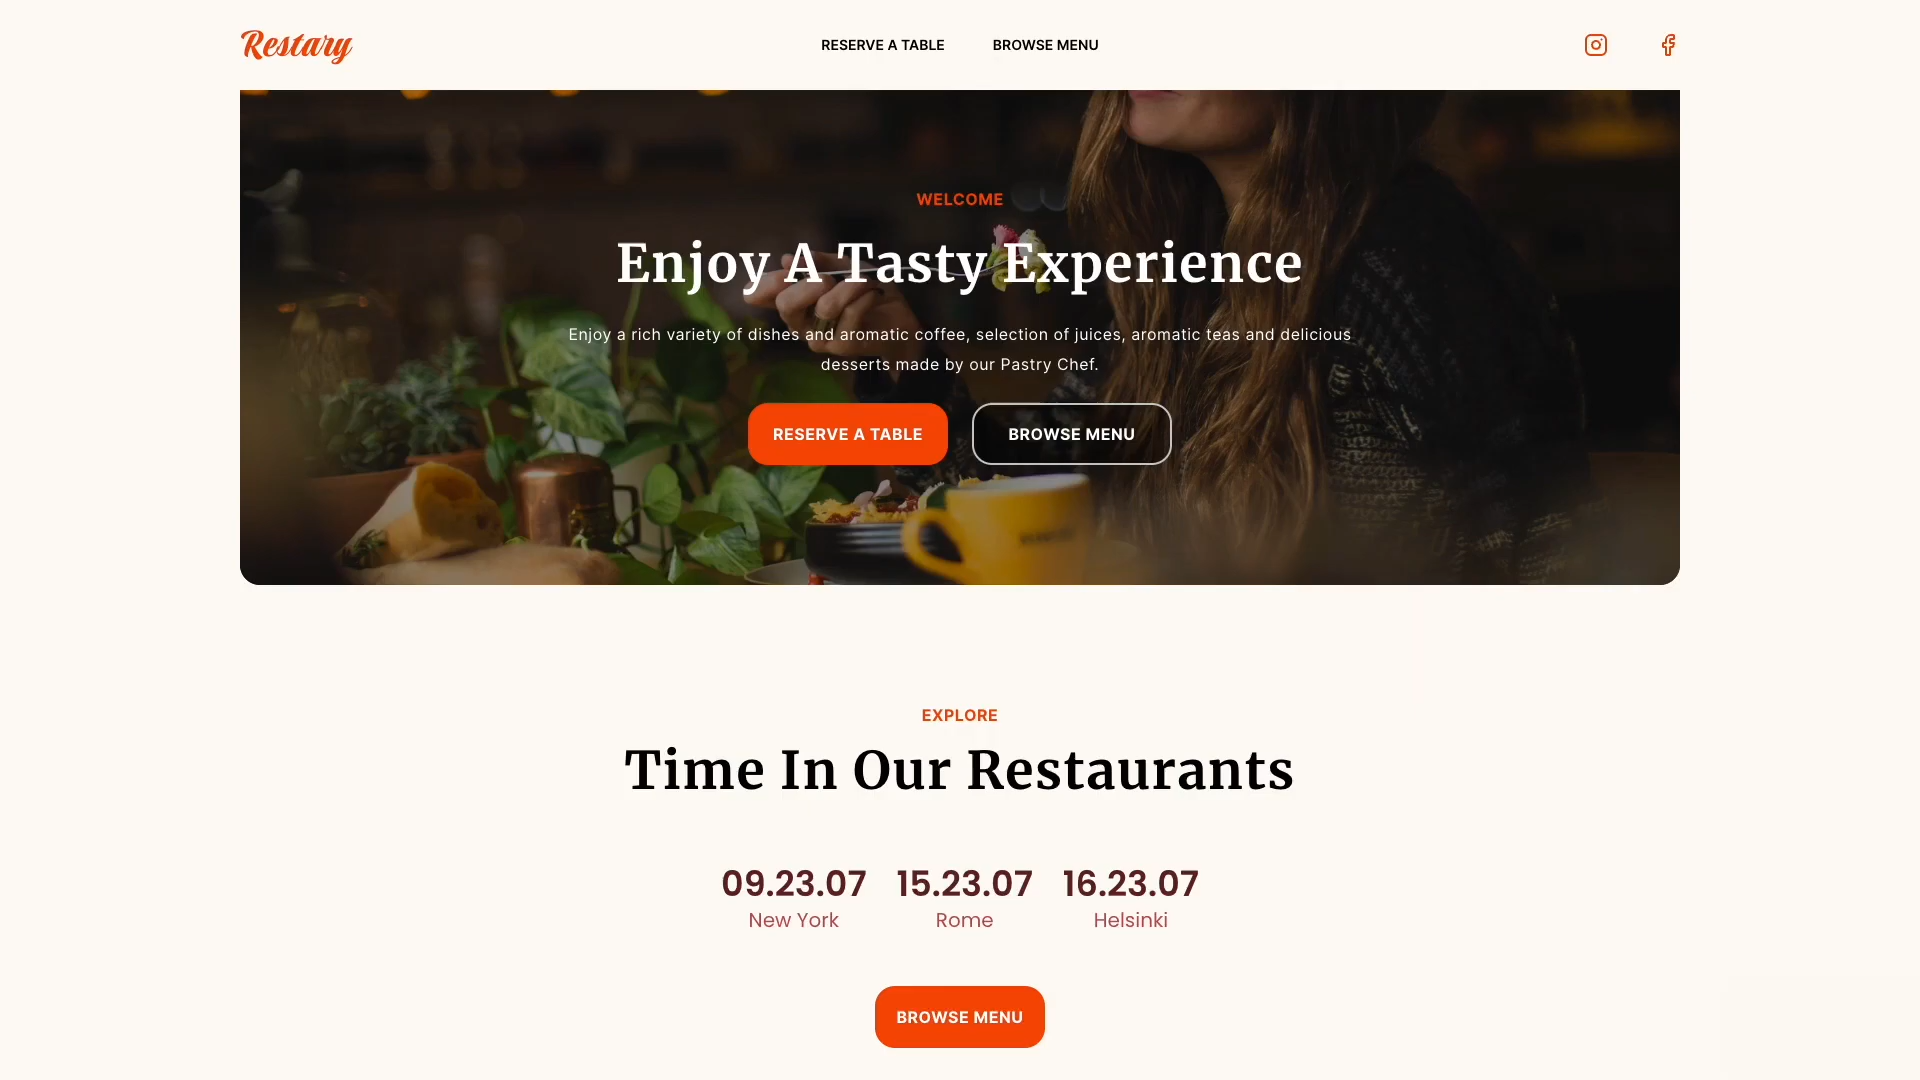 Restary
RESERVE A TABLE
BROWSE MENU
WELCOME
Enjoy A Tasty Experience
Enjoy a rich variety of dishes and aromatic coffee, selection of juices, aromatic teas and delicious
desserts made by our Pastry Chef.
RESERVE A TABLE
BROWSE MENU
EXPLORE
Time In Our Restaurants
09.23.07
New York
15.23.07
Rome
16.23.07
Helsinki
BROWSE MENU